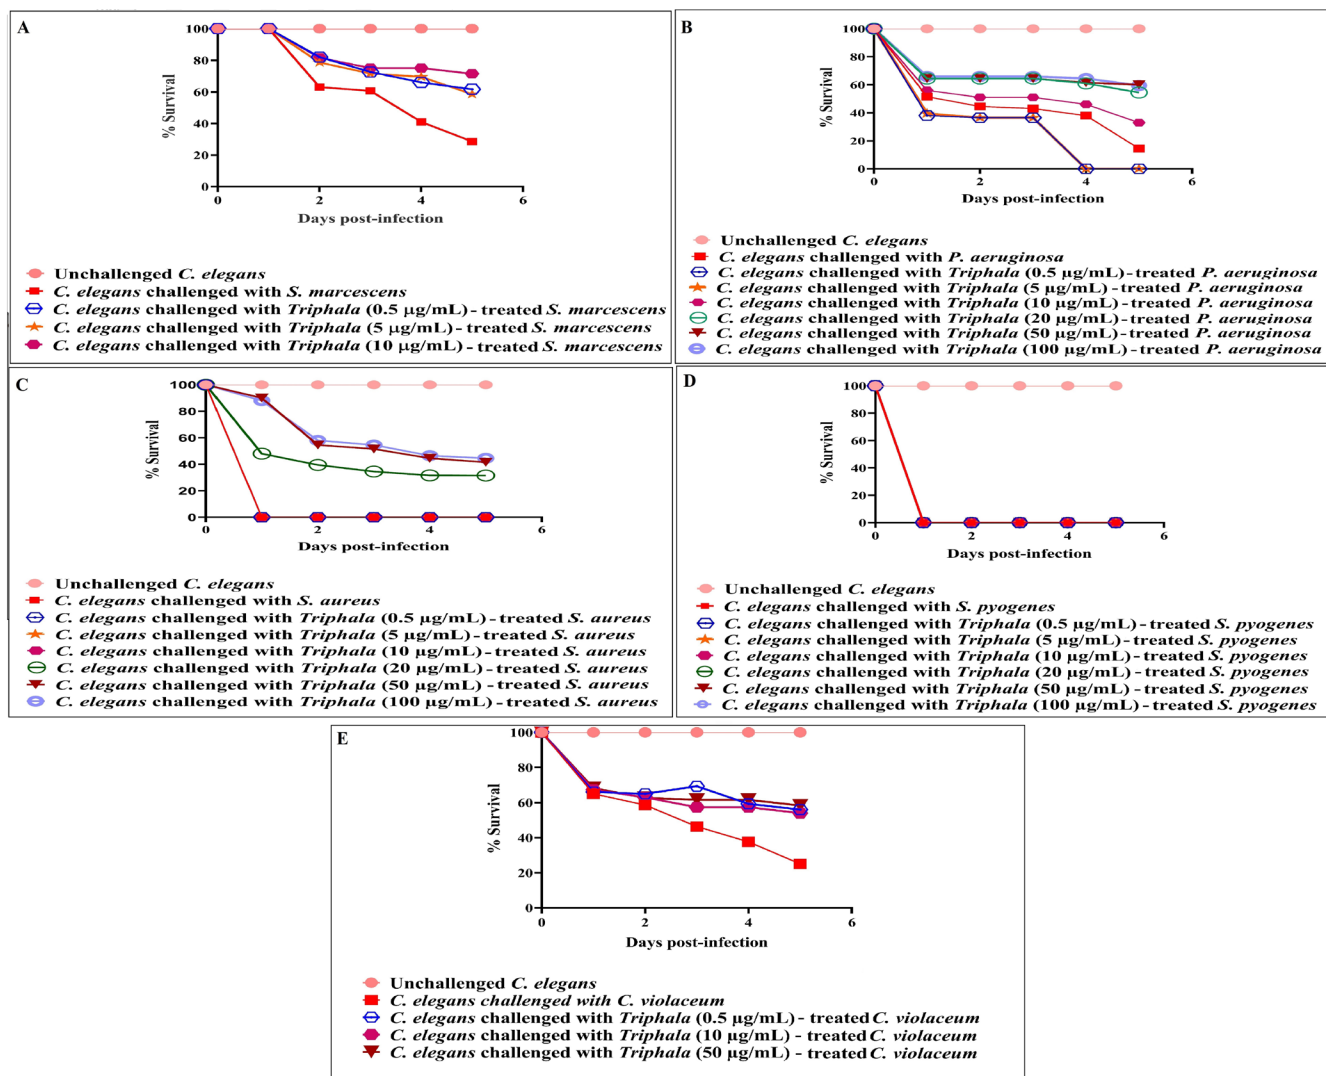 A
% Survival
100
80
60
40
20
0
0
2
4
6
Days post-infection
Unchallenged C. elegans
C. elegans challenged with S. marcescens
C. elegans challenged with Triphala (0.5 μg/mL) - treated S. marcescens
C. elegans challenged with Triphala (5 μg/mL) - treated S. marcescens
C. elegans challenged with Triphala (10 μg/mL) - treated S. marcescens
B
% Survival
100
80
60
40
20
0
0
2
4
6
Days post-infection
Unchallenged C. elegans
C. elegans challenged with P. aeruginosa
C. elegans challenged with Triphala (0.5 μg/mL) - treated P. aeruginosa
C. elegans challenged with Triphala (5 μg/mL) - treated P. aeruginosa
C. elegans challenged with Triphala (10 μg/mL) - treated P. aeruginosa
C. elegans challenged with Triphala (20 μg/mL) - treated P. aeruginosa
C. elegans challenged with Triphala (50 μg/mL) - treated P. aeruginosa
C. elegans challenged with Triphala (100 μg/mL) - treated P. aeruginosa
C
% Survival
100
80
60
40
20
0
0
2
4
6
Days post-infection
Unchallenged C. elegans
C. elegans challenged with S. aureus
C. elegans challenged with Triphala (0.5 μg/mL) - treated S. aureus
C. elegans challenged with Triphala (5 μg/mL) - treated S. aureus
C. elegans challenged with Triphala (10 μg/mL) - treated S. aureus
C. elegans challenged with Triphala (20 μg/mL) - treated S. aureus
C. elegans challenged with Triphala (50 μg/mL) - treated S. aureus
C. elegans challenged with Triphala (100 μg/mL) - treated S. aureus
D
% Survival
100
80
60
40
20
0
0
2
4
6
Days post-infection
Unchallenged C. elegans
C. elegans challenged with S. pyogenes
C. elegans challenged with Triphala (0.5 μg/mL) - treated S. pyogenes
C. elegans challenged with Triphala (5 μg/mL) - treated S. pyogenes
C. elegans challenged with Triphala (10 μg/mL) - treated S. pyogenes
C. elegans challenged with Triphala (20 μg/mL) - treated S. pyogenes
C. elegans challenged with Triphala (50 μg/mL) - treated S. pyogenes
C. elegans challenged with Triphala (100 μg/mL) - treated S. pyogenes
E
% Survival
100
80
60
40
20
0
0
2
4
6
Days post-infection
Unchallenged C. elegans
C. elegans challenged with C. violaceum
C. elegans challenged with Triphala (0.5 μg/mL) - treated C. violaceum
C. elegans challenged with Triphala (10 μg/mL) - treated C. violaceum
C. elegans challenged with Triphala (50 μg/mL) - treated C. violaceum